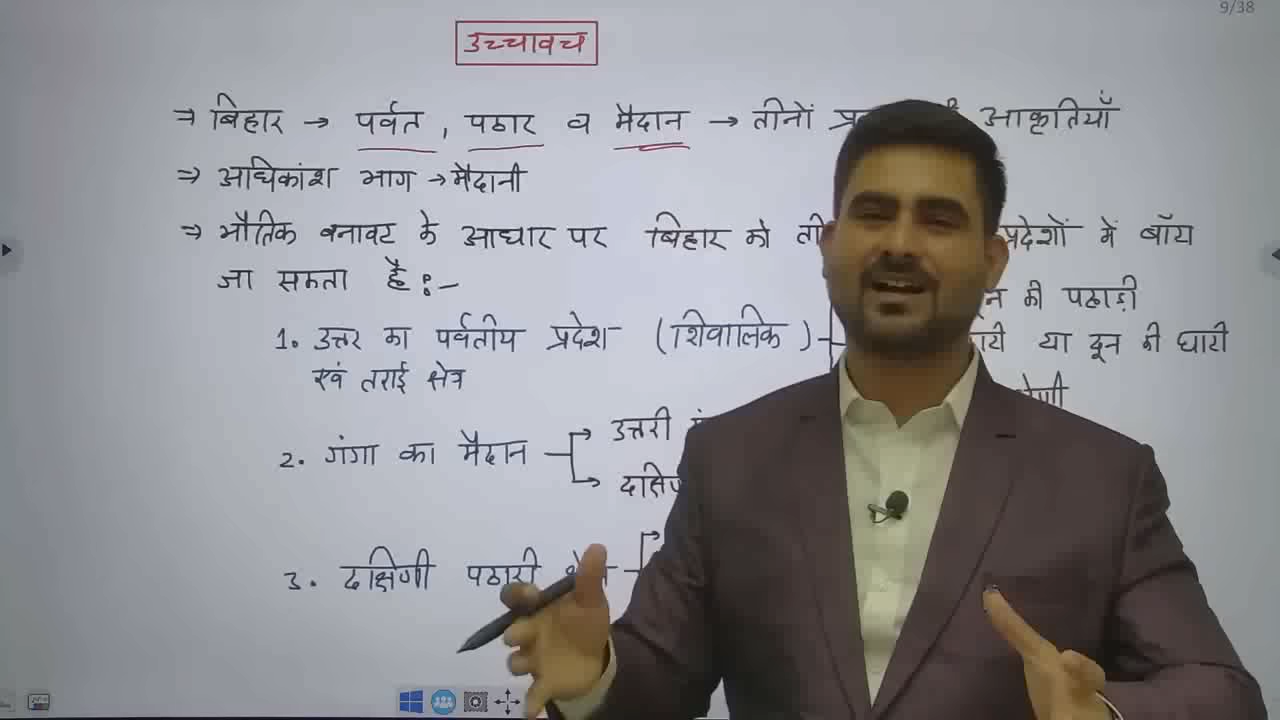 9/38
उच्चावच
⇒ बिहार → पर्वत, पठार व मैदान → तीनों आकृतियाँ
⇒ अधिकांश भाग → मैदानी
⇒ भौतिक बनावट के आधार पर बिहार को प्रदेशों में बाँटा
जा सकता है :-
की पहाड़ी
1. उत्तर का पर्वतीय प्रदेश (शिवालिक) या दून की घाटी
एवं तराई क्षेत्र
2. गंगा का मैदान उत्तरी
3. दक्षिणी पठारी